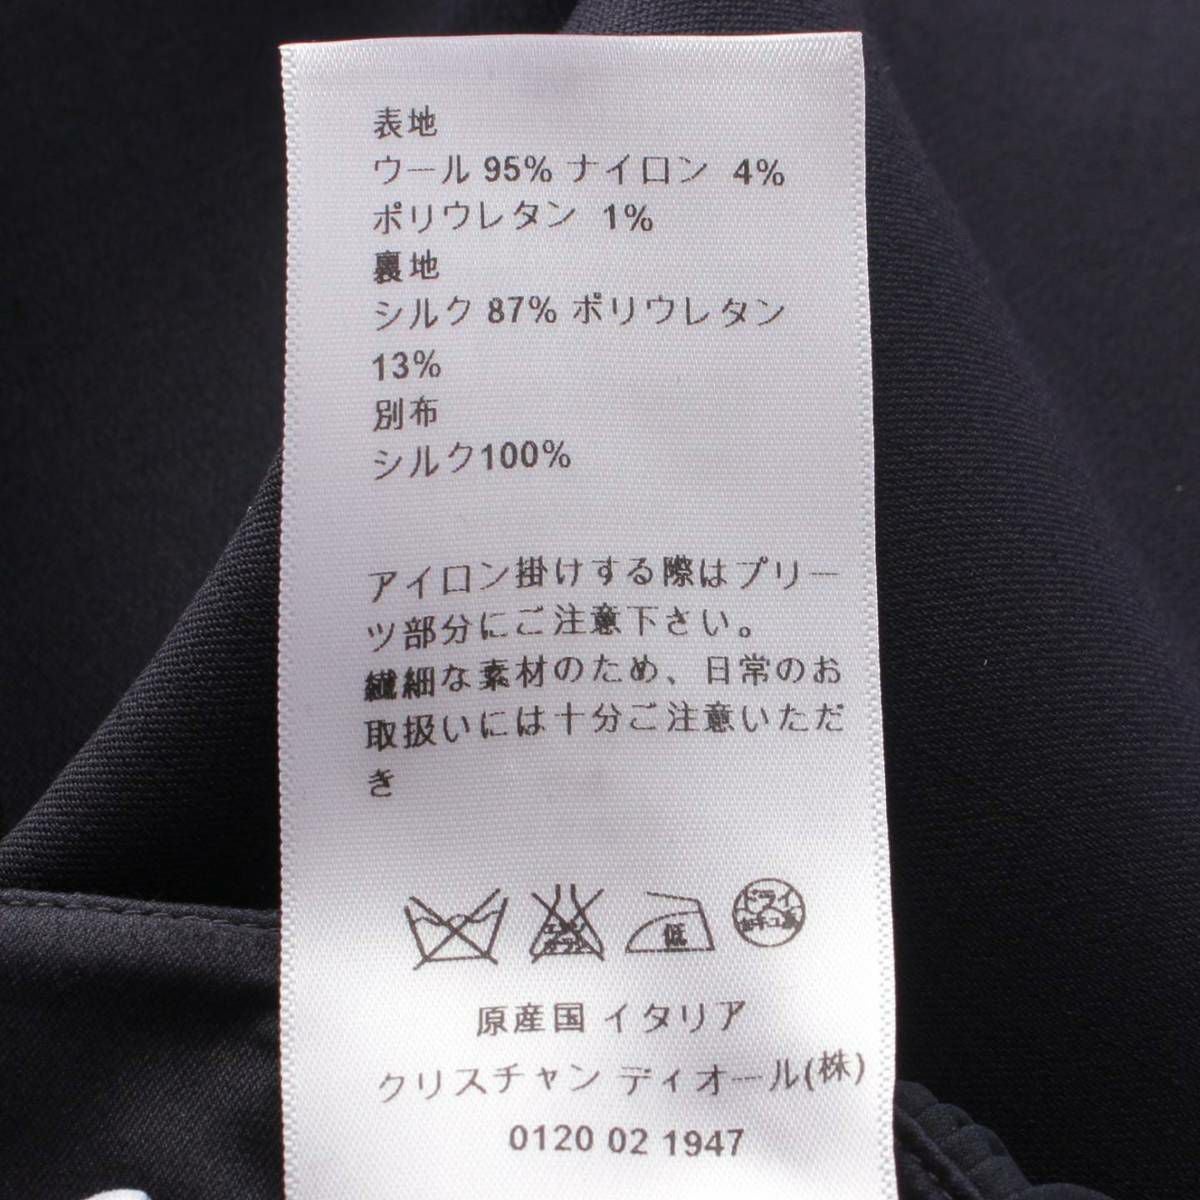 表地
ウール 95% ナイロン 4%
ポリウレタン 1%
裏地
シルク 87% ポリウレタン
13%
別布
シルク100%
アイロン掛けする際はプリー
ツ部分にご注意下さい。
繊細な素材のため、日常のお
取扱いには十分ご注意いただ
き
低
ドライ
原産国 イタリア
クリスチャン ディオール(株)
0120 02 1947